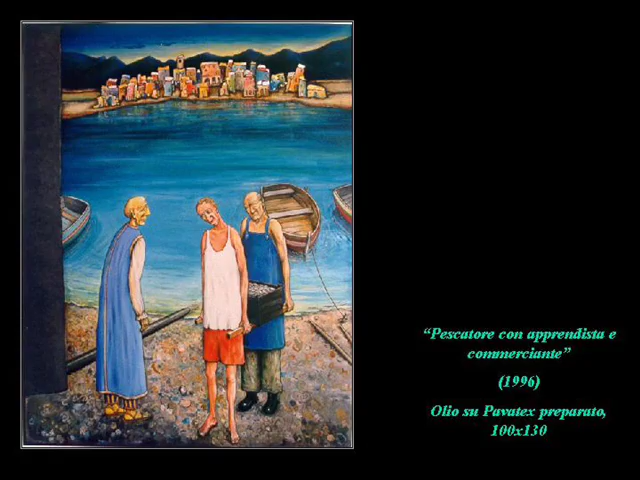 “Pescatore con apprendista e
commerciante”
(1996)
Olio su Pavatex preparato,
100x130